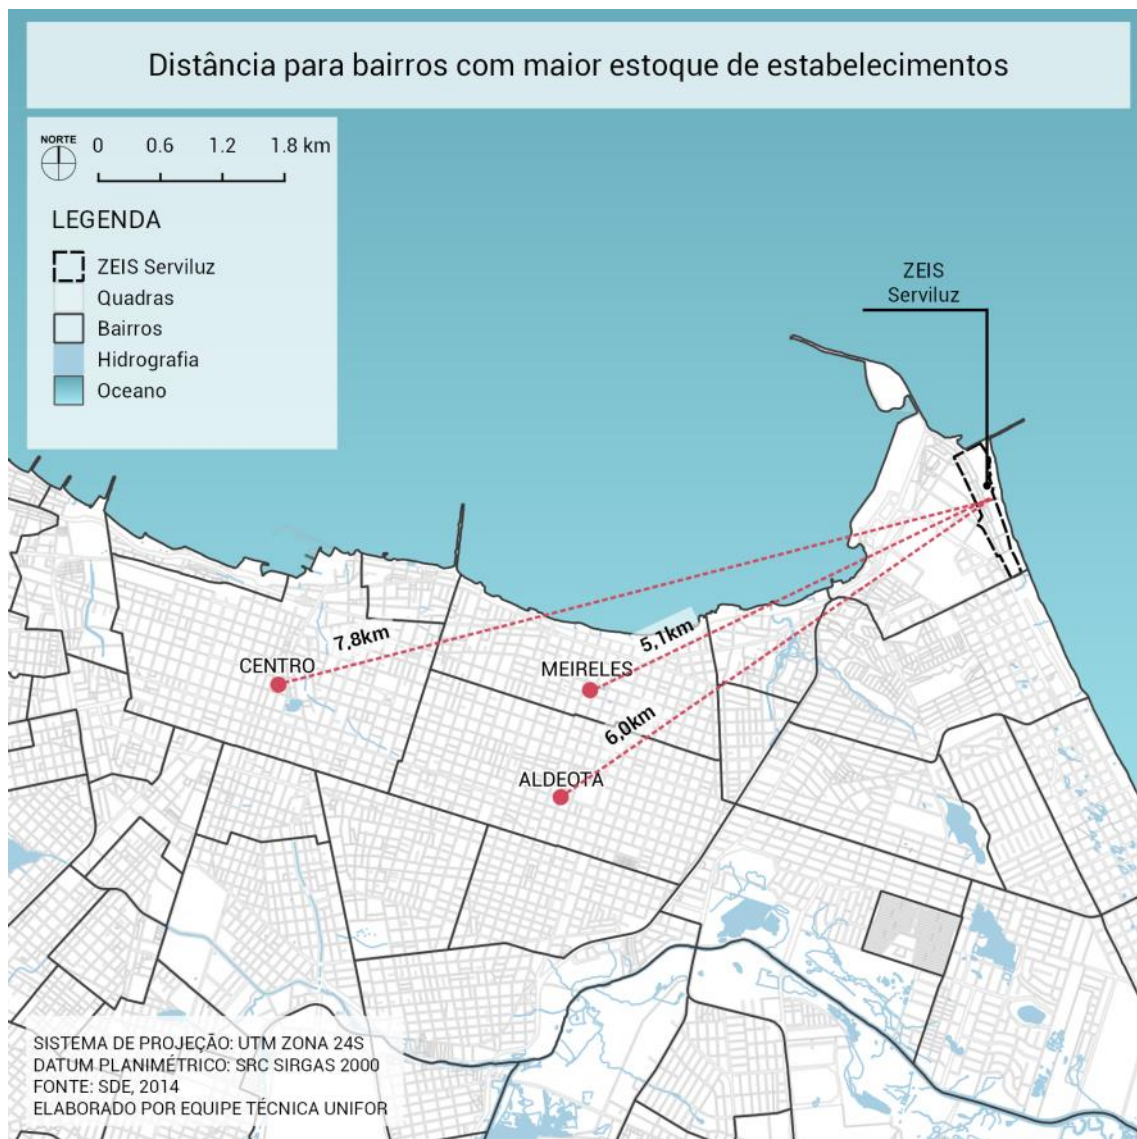 Distância para bairros com maior estoque de estabelecimentos
NORTE
0 0.6 1.2 1.8 km
LEGENDA
ZEIS Serviluz
Quadras
Bairros
Hidrografia
Oceano
ZEIS
Serviluz
7,8km
5,1km
CENTRO
MEIRELES
6,0km
ALDEOTA
SISTEMA DE PROJEÇÃO: UTM ZONA 24S
DATUM PLANIMÉTRICO: SRC SIRGAS 2000
FONTE: SDE, 2014
ELABORADO POR EQUIPE TÉCNICA UNIFOR